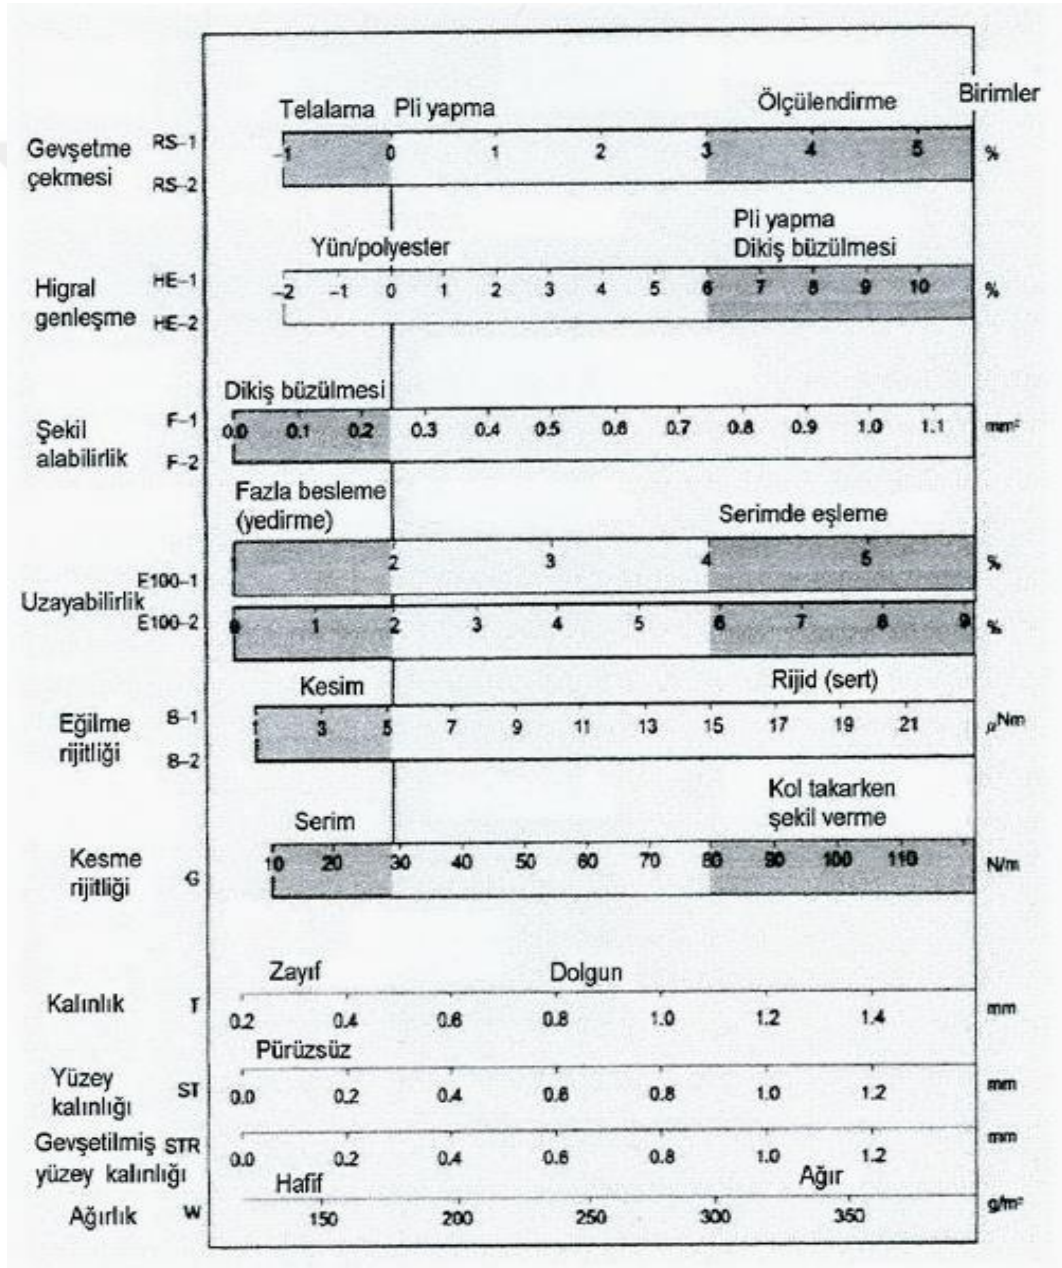 Telalama Pli yapma Ölçülendirme Birimler
Gevşetme çekmesi RS-1 RS-2
-1 0 1 2 3 4 5 %
Yün/polyester Pli yapma Dikiş büzülmesi
Higral genleşme HE-1 HE-2
-2 -1 0 1 2 3 4 5 6 7 8 9 10 %
Dikiş büzülmesi
Şekil alabilirlik F-1 F-2
0.0 0.1 0.2 0.3 0.4 0.5 0.6 0.7 0.8 0.9 1.0 1.1 mm²
Fazla besleme (yedirme) Serimde eşleme
Uzayabilirlik
E100-1
1 2 3 4 5 %
E100-2
0 1 2 3 4 5 6 7 8 9 %
Kesim Rijid (sert)
Eğilme rijitliği B-1 B-2
1 3 5 7 9 11 13 15 17 19 21 μNm
Serim Kol takarken şekil verme
Kesme rijitliği G
10 20 30 40 50 60 70 80 90 100 110 N/m
Zayıf Dolgun
Kalınlık T mm
0.2 0.4 0.6 0.8 1.0 1.2 1.4
Pürüzsüz
Yüzey kalınlığı ST mm
0.0 0.2 0.4 0.6 0.8 1.0 1.2
Gevşetilmiş yüzey kalınlığı STR mm
0.0 0.2 0.4 0.6 0.8 1.0 1.2
Hafif Ağır
Ağırlık W g/m²
150 200 250 300 350